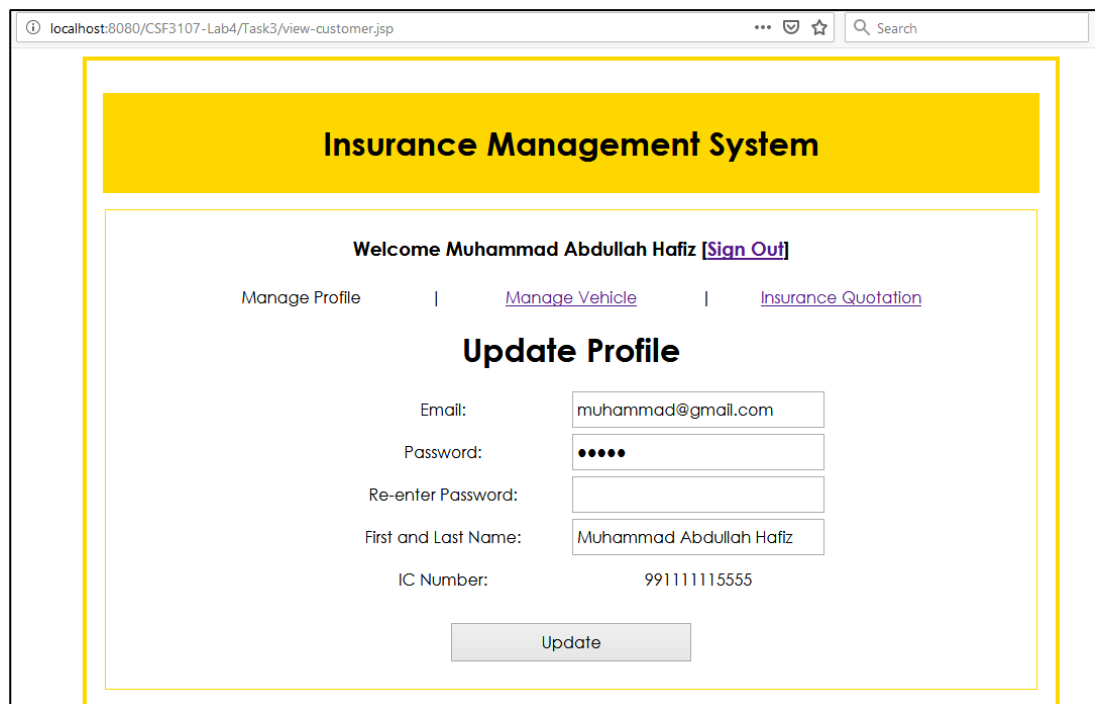 localhost:8080/CSF3107-Lab4/Task3/view-customer.jsp Search
Insurance Management System
Welcome Muhammad Abdullah Hafiz [Sign Out]
Manage Profile | Manage Vehicle | Insurance Quotation
Update Profile
Email: muhammad@gmail.com
Password: •••••
Re-enter Password:
First and Last Name: Muhammad Abdullah Hafiz
IC Number: 991111115555
Update